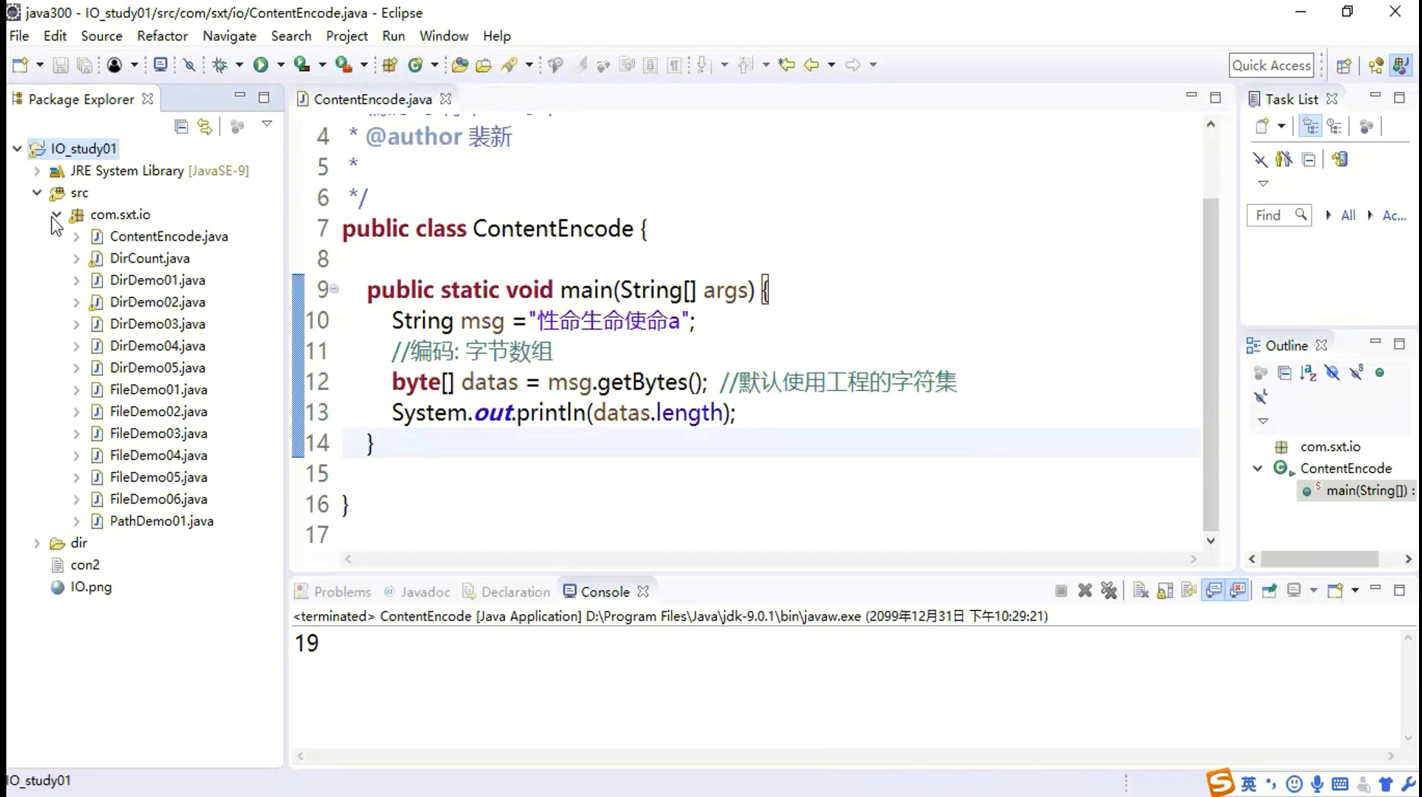 java300 - IO_study01/src/com/sxt/io/ContentEncode.java - Eclipse
File Edit Source Refactor Navigate Search Project Run Window Help
Quick Access
Package Explorer
IO_study01
JRE System Library [JavaSE-9]
src
com.sxt.io
ContentEncode.java
DirCount.java
DirDemo01.java
DirDemo02.java
DirDemo03.java
DirDemo04.java
DirDemo05.java
FileDemo01.java
FileDemo02.java
FileDemo03.java
FileDemo04.java
FileDemo05.java
FileDemo06.java
PathDemo01.java
dir
con2
IO.png
ContentEncode.java
4 * @author 裴新
5 *
6 */
7 public class ContentEncode {
8
9 public static void main(String[] args) {
10 String msg ="性命生命使命a";
11 //编码: 字节数组
12 byte[] datas = msg.getBytes(); //默认使用工程的字符集
13 System.out.println(datas.length);
14 }
15
16 }
17
Task List
Find All Ac...
Outline
com.sxt.io
ContentEncode
main(String[]) :
Problems Javadoc Declaration Console
<terminated> ContentEncode [Java Application] D:\Program Files\Java\jdk-9.0.1\bin\javaw.exe (2099年12月31日 下午10:29:21)
19
IO_study01
英